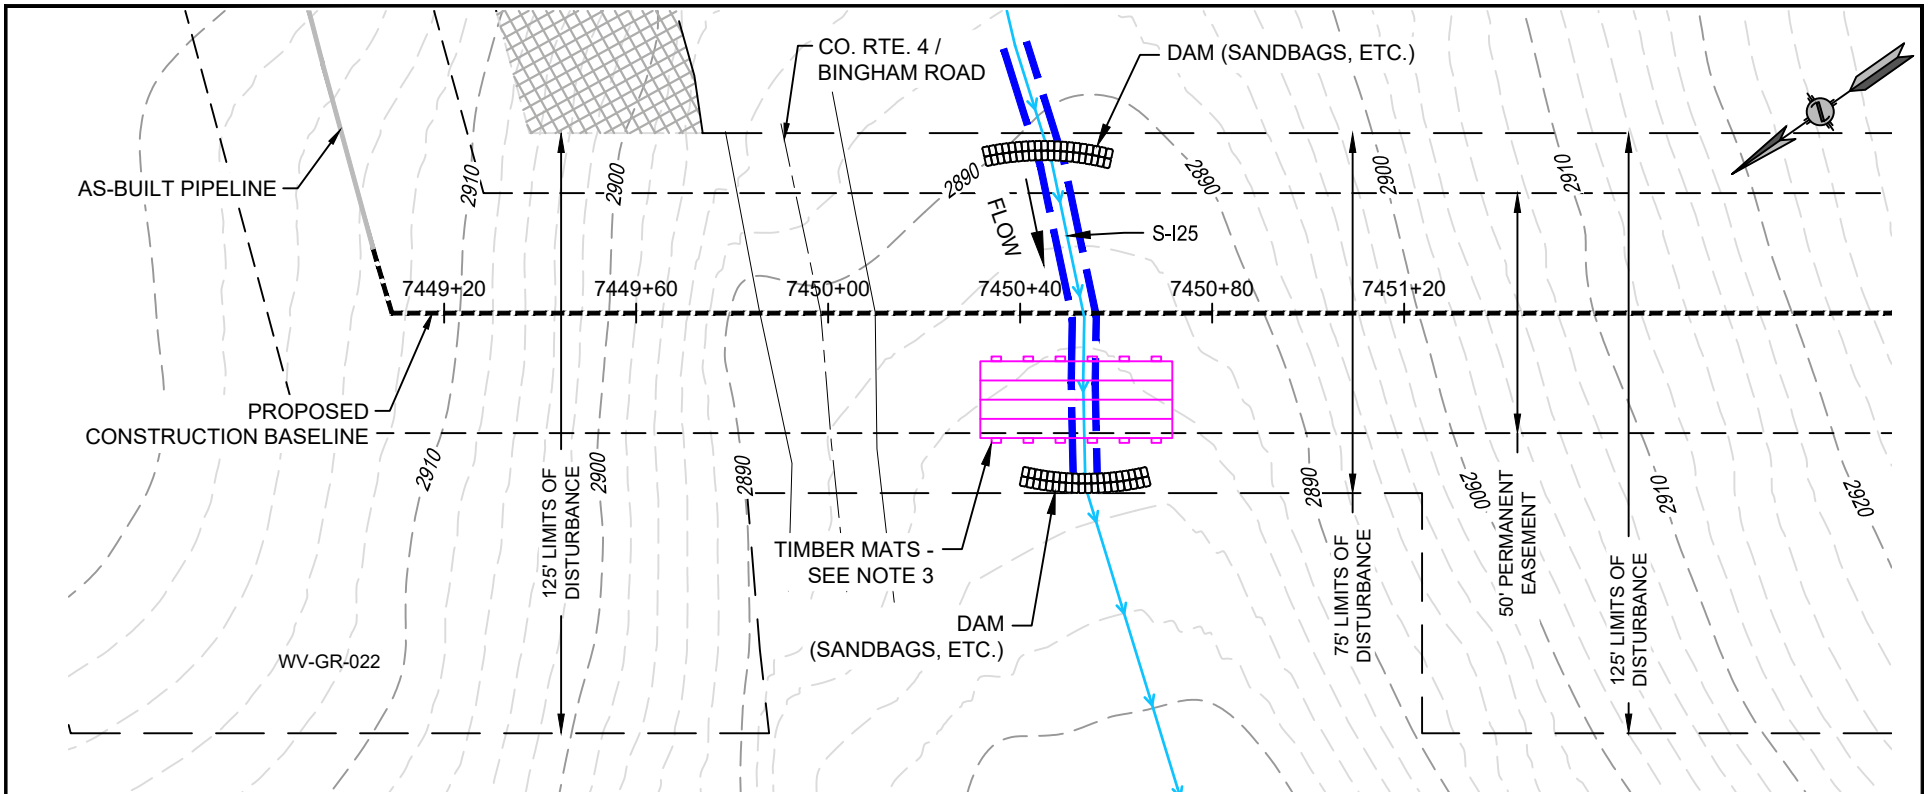 CO. RTE. 4 /
BINGHAM ROAD
DAM (SANDBAGS, ETC.)
AS-BUILT PIPELINE
2910
2900
2890
2890
2900
2910
FLOW
S-I25
7449+20
7449+60
7450+00
7450+40
7450+80
7451+20
PROPOSED
CONSTRUCTION BASELINE
2910
2900
2890
2890
2900
2910
2920
125' LIMITS OF
DISTURBANCE
TIMBER MATS -
SEE NOTE 3
DAM
(SANDBAGS, ETC.)
75' LIMITS OF
DISTURBANCE
50' PERMANENT
EASEMENT
125' LIMITS OF
DISTURBANCE
WV-GR-022